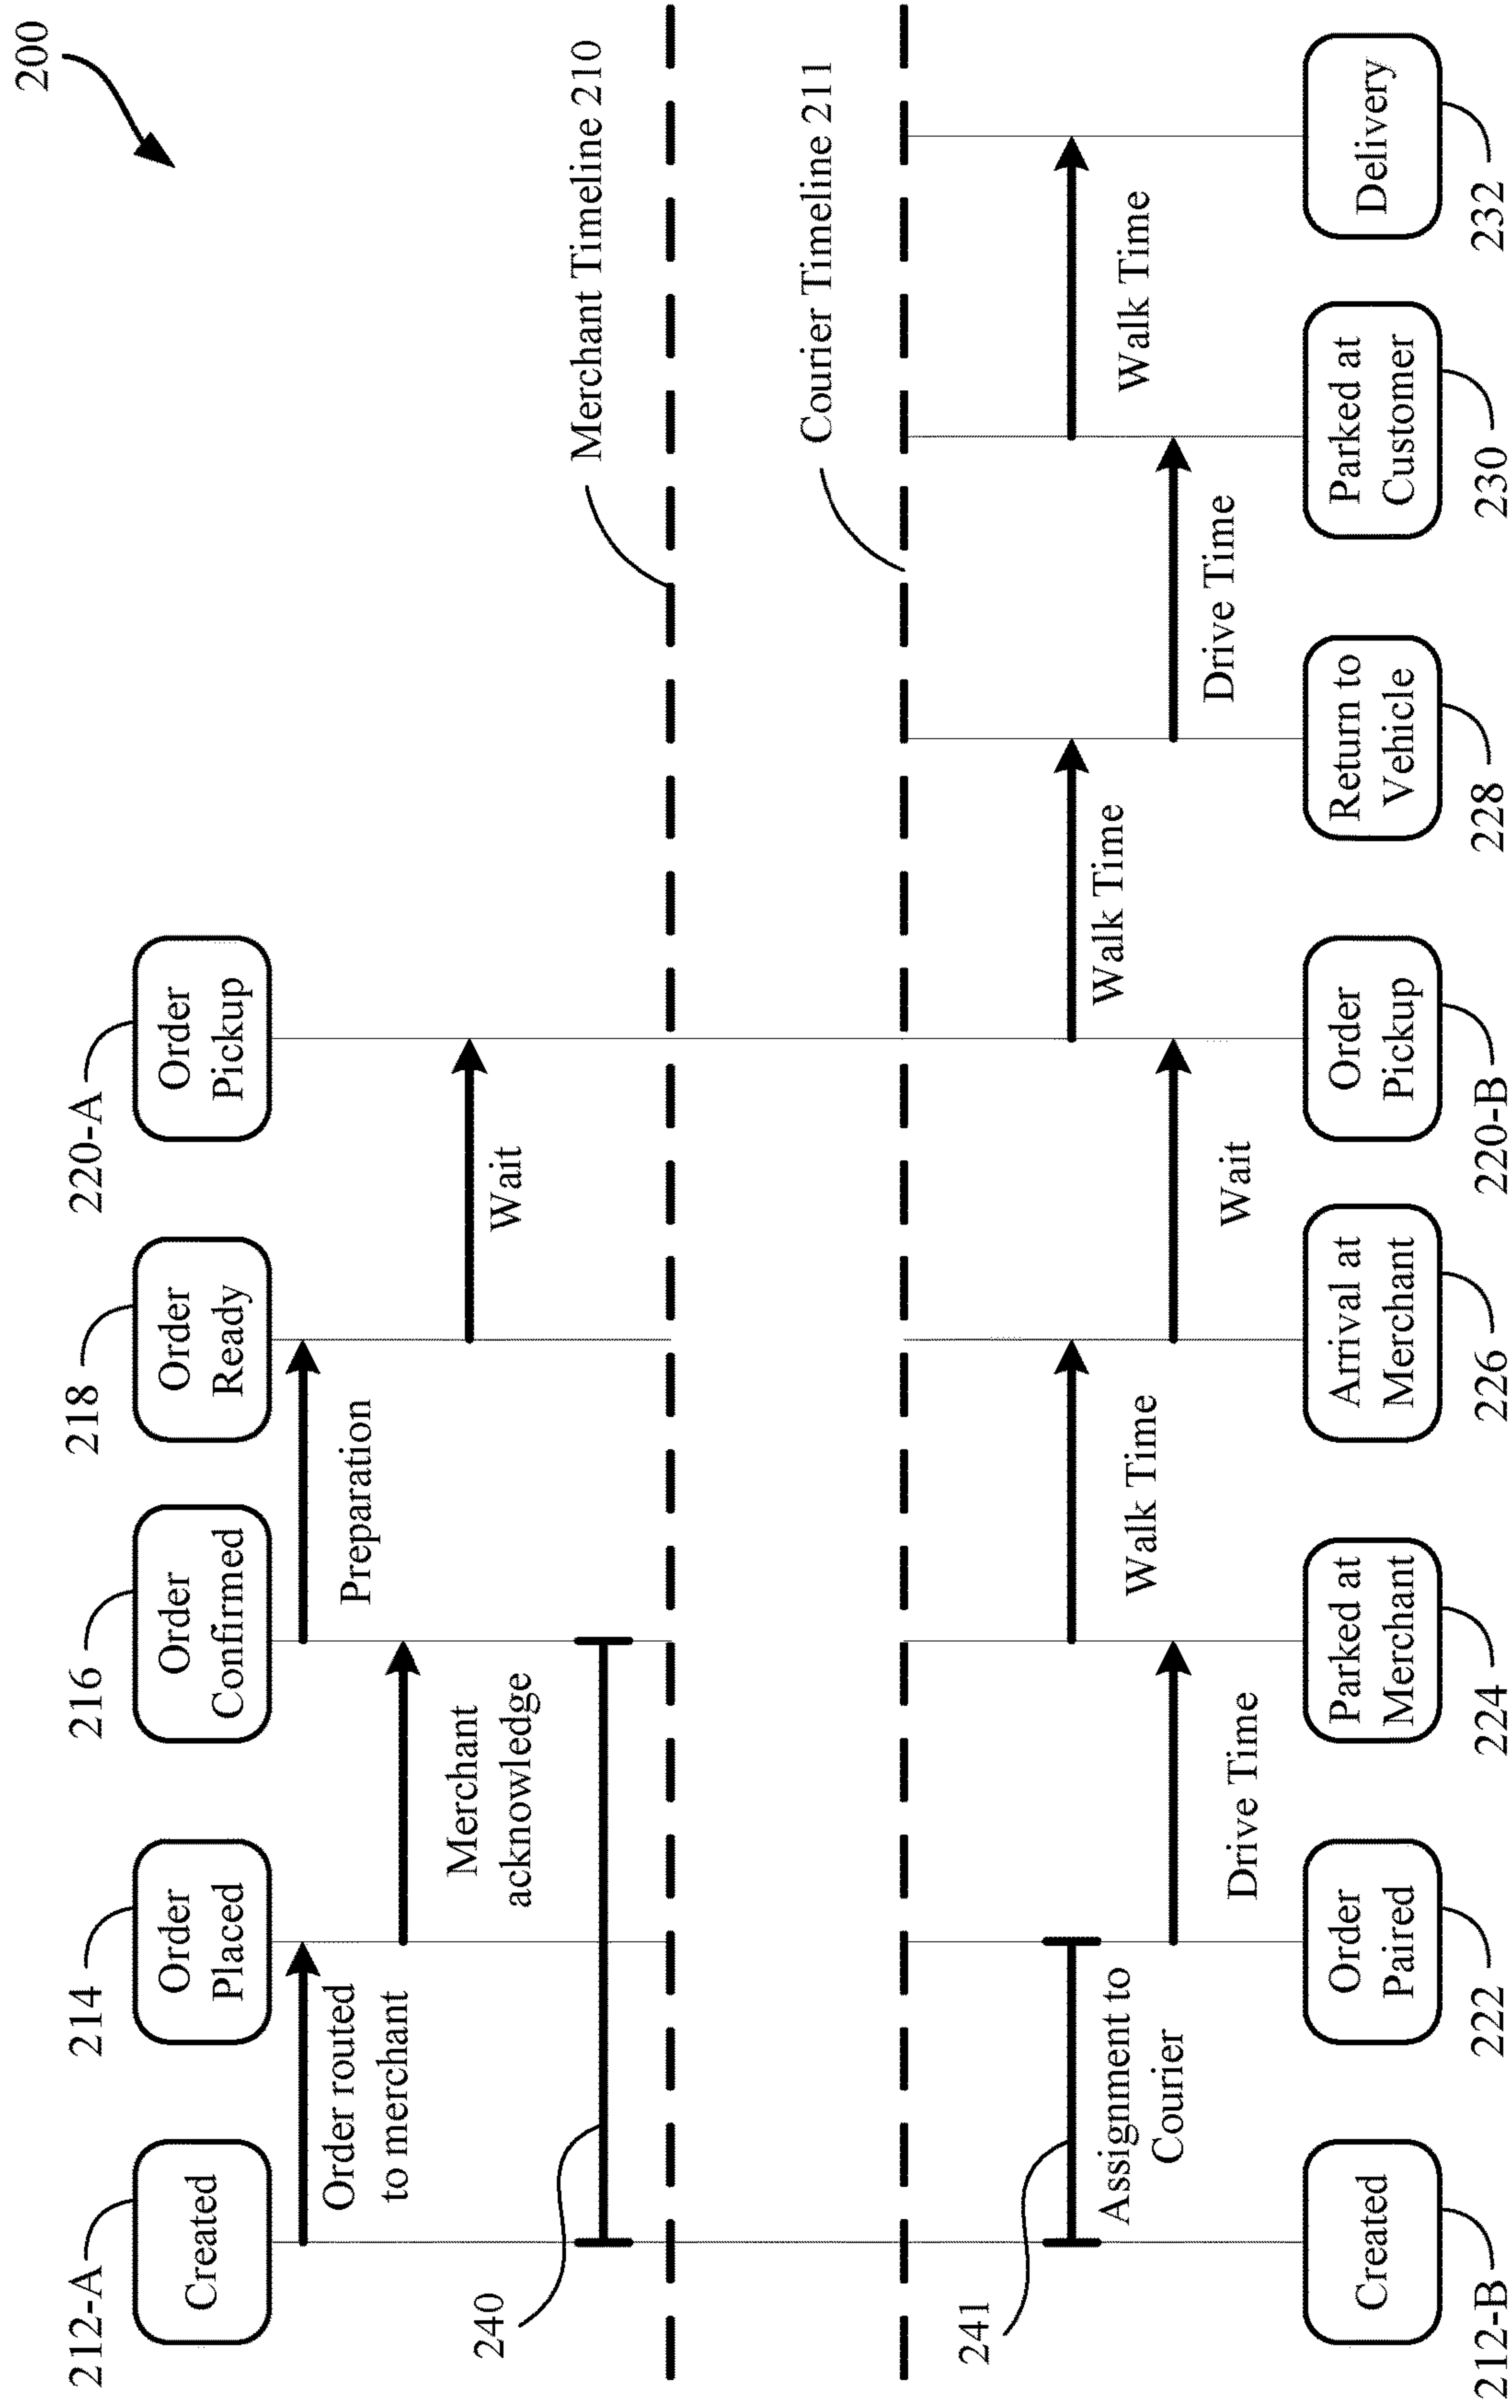 200
212-A
214
216
218
220-A
Created
Order
Placed
Order
Confirmed
Order
Ready
Order
Pickup
Order routed
to merchant
Merchant
acknowledge
Preparation
Wait
240
Merchant Timeline 210
Courier Timeline 211
241
Assignment to
Courier
Drive Time
Walk Time
Wait
Walk Time
Drive Time
Walk Time
Created
Order
Paired
Parked at
Merchant
Arrival at
Merchant
Order
Pickup
Return to
Vehicle
Parked at
Customer
Delivery
212-B
222
224
226
220-B
228
230
232